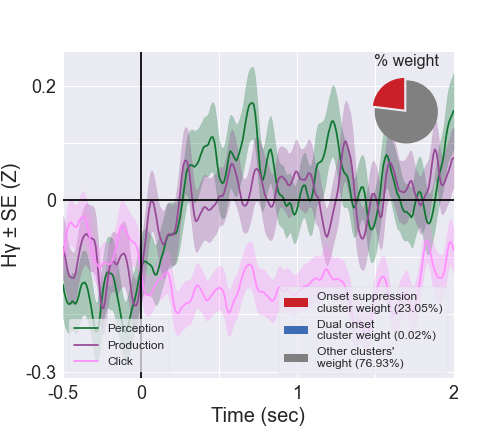 % weight
Hγ ± SE (Z)
0.2
0
-0.3
Perception
Production
Click
Onset suppression
cluster weight (23.05%)
Dual onset
cluster weight (0.02%)
Other clusters'
weight (76.93%)
-0.5
0
1
2
Time (sec)